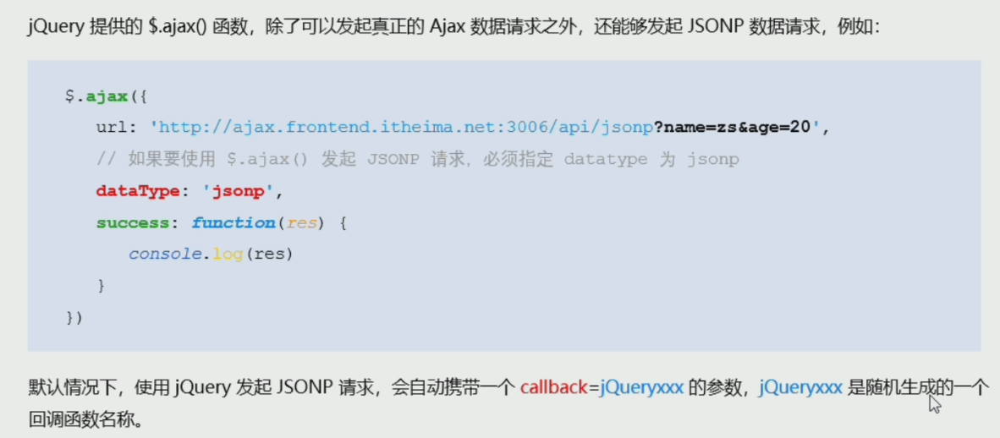 jQuery 提供的 $.ajax() 函数，除了可以发起真正的 Ajax 数据请求之外，还能够发起 JSONP 数据请求，例如：
$.ajax({
url: 'http://ajax.frontend.itheima.net:3006/api/jsonp?name=zs&age=20',
// 如果要使用 $.ajax() 发起 JSONP 请求，必须指定 datatype 为 jsonp
dataType: 'jsonp',
success: function(res) {
console.log(res)
}
})
默认情况下，使用 jQuery 发起 JSONP 请求，会自动携带一个 callback=jQueryxxx 的参数，jQueryxxx 是随机生成的一个
回调函数名称。